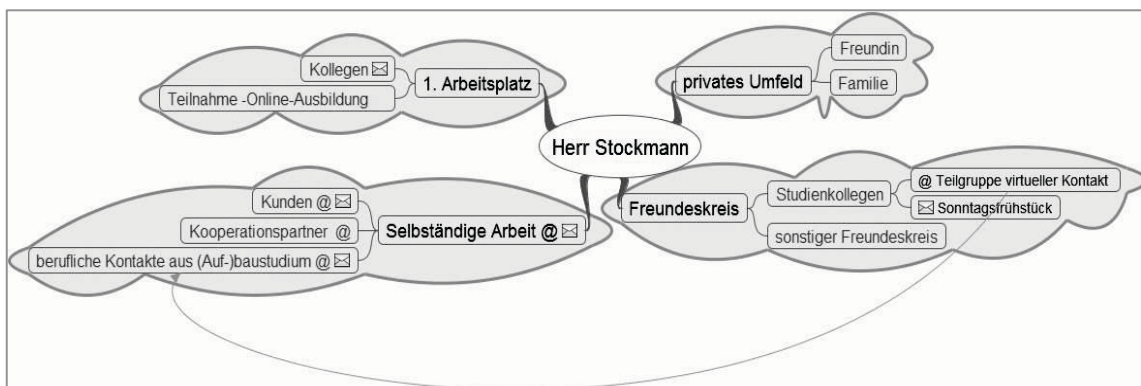 Herr Stockmann
1. Arbeitsplatz
Kollegen ✉
Teilnahme -Online-Ausbildung
privates Umfeld
Freundin
Familie
Selbständige Arbeit @ ✉
Kunden @ ✉
Kooperationspartner @
berufliche Kontakte aus (Auf-)baustudium @ ✉
Freundeskreis
Studienkollegen
@ Teilgruppe virtueller Kontakt
✉ Sonntagsfrühstück
sonstiger Freundeskreis